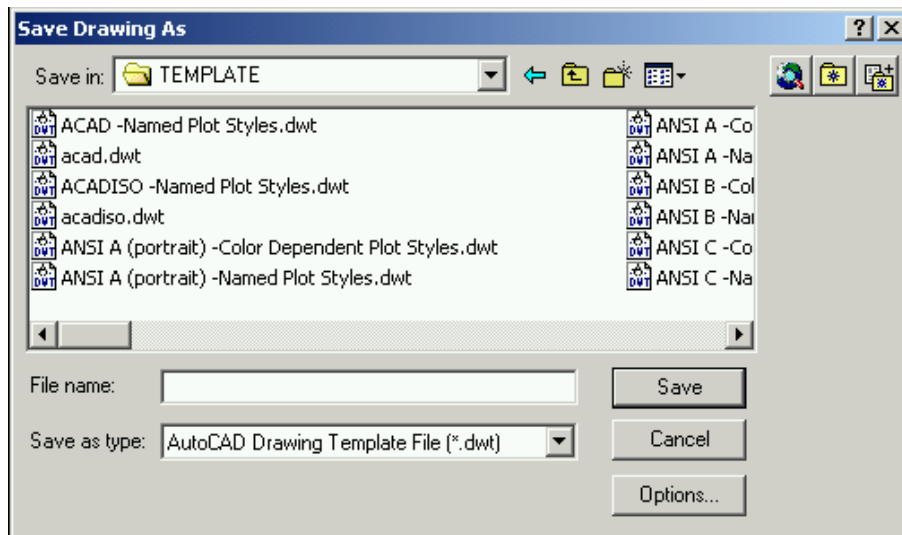 Save Drawing As
Save in: TEMPLATE
ACAD -Named Plot Styles.dwt
acad.dwt
ACADISO -Named Plot Styles.dwt
acadiso.dwt
ANSI A (portrait) -Color Dependent Plot Styles.dwt
ANSI A (portrait) -Named Plot Styles.dwt
ANSI A -Co
ANSI A -Na
ANSI B -Col
ANSI B -Nar
ANSI C -Co
ANSI C -Na
File name:
Save
Save as type: AutoCAD Drawing Template File (*.dwt)
Cancel
Options...